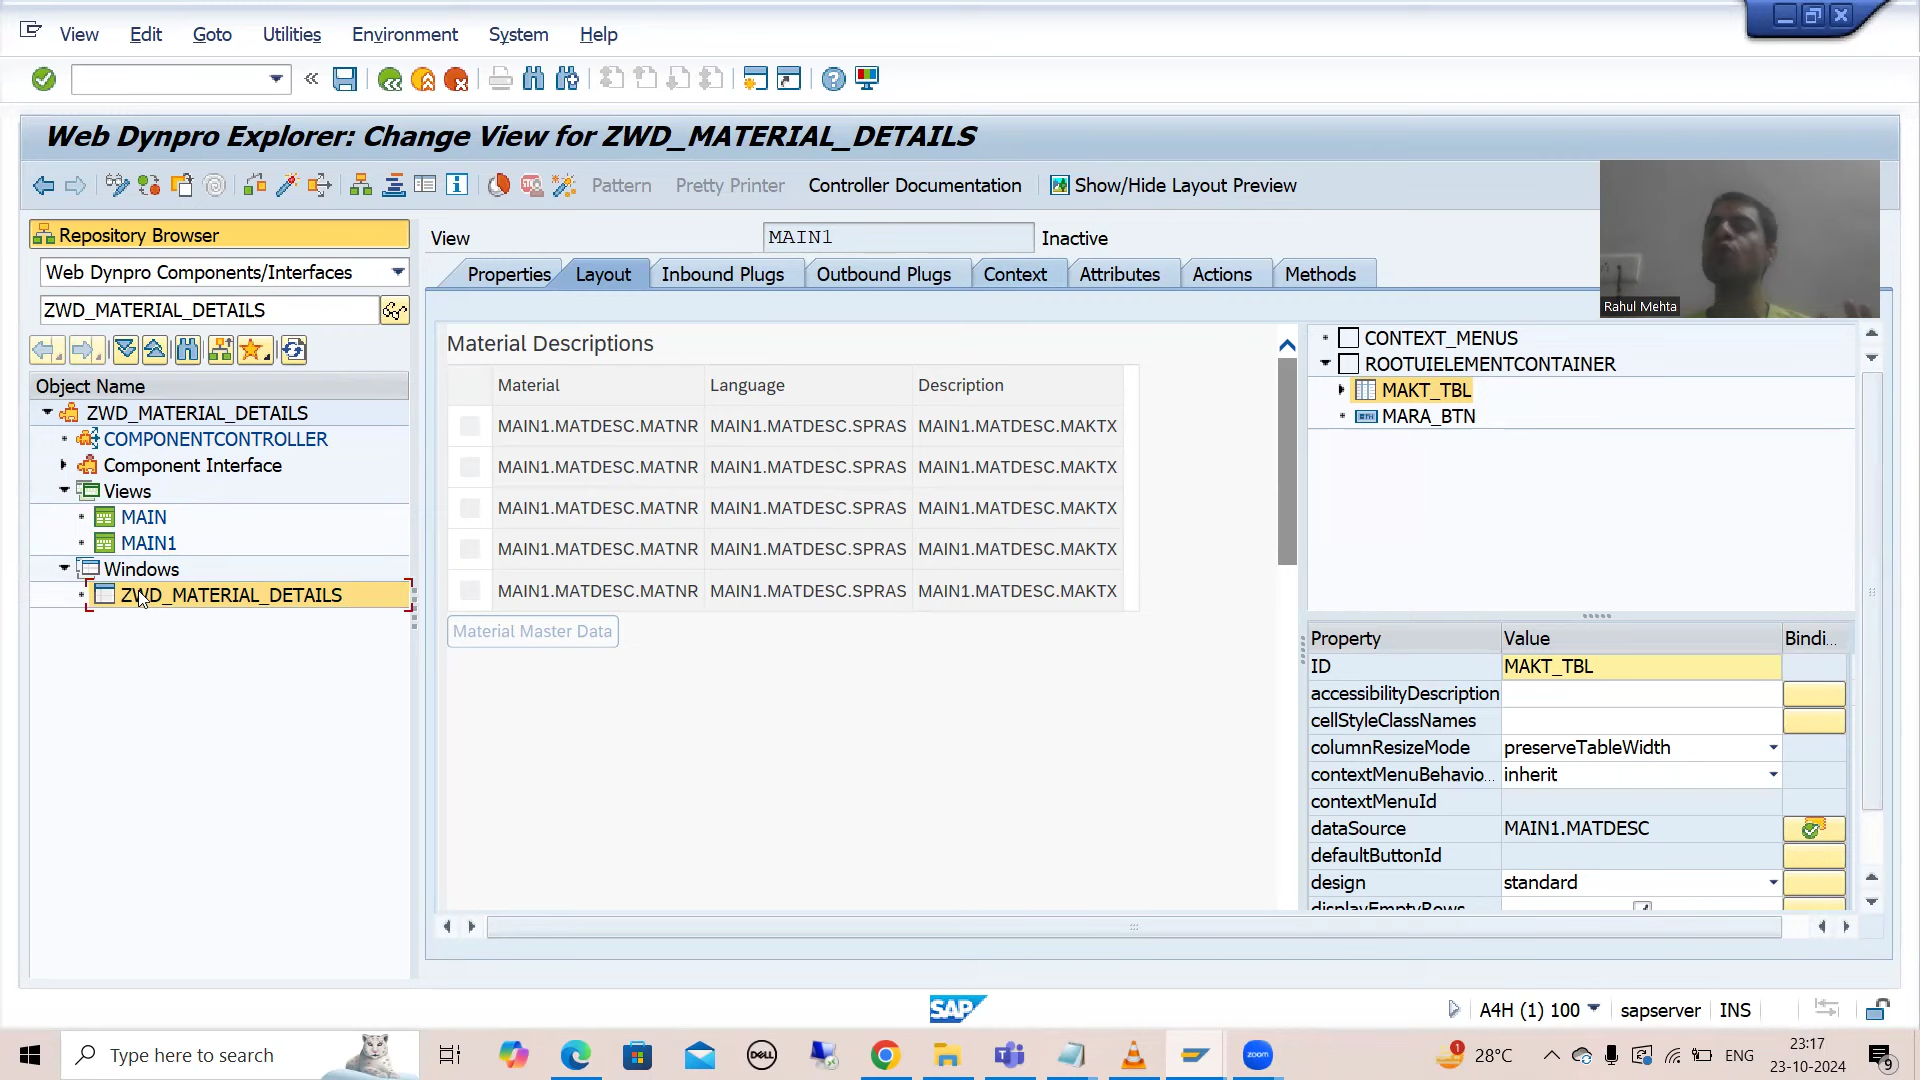 View Edit Goto Utilities Environment System Help
Web Dynpro Explorer: Change View for ZWD_MATERIAL_DETAILS
Pattern Pretty Printer Controller Documentation Show/Hide Layout Preview
Repository Browser
Web Dynpro Components/Interfaces
ZWD_MATERIAL_DETAILS
Object Name
ZWD_MATERIAL_DETAILS
COMPONENTCONTROLLER
Component Interface
Views
MAIN
MAIN1
Windows
ZWD_MATERIAL_DETAILS
View MAIN1 Inactive
Properties Layout Inbound Plugs Outbound Plugs Context Attributes Actions Methods
Material Descriptions
Material Language Description
MAIN1.MATDESC.MATNR MAIN1.MATDESC.SPRAS MAIN1.MATDESC.MAKTX
MAIN1.MATDESC.MATNR MAIN1.MATDESC.SPRAS MAIN1.MATDESC.MAKTX
MAIN1.MATDESC.MATNR MAIN1.MATDESC.SPRAS MAIN1.MATDESC.MAKTX
MAIN1.MATDESC.MATNR MAIN1.MATDESC.SPRAS MAIN1.MATDESC.MAKTX
MAIN1.MATDESC.MATNR MAIN1.MATDESC.SPRAS MAIN1.MATDESC.MAKTX
Material Master Data
Rahul Mehta
CONTEXT_MENUS
ROOTUIELEMENTCONTAINER
MAKT_TBL
MARA_BTN
Property Value Bindi...
ID MAKT_TBL
accessibilityDescription
cellStyleClassNames
columnResizeMode preserveTableWidth
contextMenuBehavio... inherit
contextMenuId
dataSource MAIN1.MATDESC
defaultButtonId
design standard
displayEmptyRows
SAP
A4H (1) 100 sapserver INS
Type here to search
DELL
zoom
1
28°C
ENG
23:17
23-10-2024
9